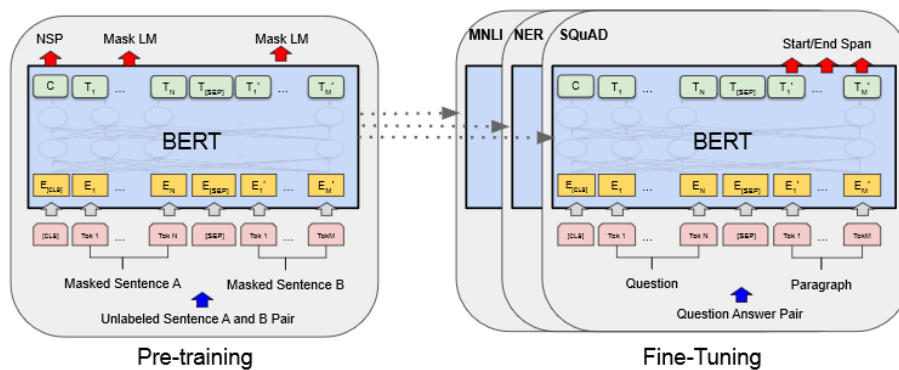 NSP Mask LM Mask LM
C T1 ... TN T[SEP] T1' ... TM'
BERT
E[CLS] E1 ... EN E[SEP] E1' ... EM'
[CLS] Tok 1 ... Tok N [SEP] Tok 1 ... TokM
Masked Sentence A Masked Sentence B
Unlabeled Sentence A and B Pair
Pre-training
MNLI NER SQuAD
Start/End Span
C T1 ... TN T[SEP] T1' ... TM'
BERT
E[CLS] E1 ... EN E[SEP] E1' ... EM'
[CLS] Tok 1 ... Tok N [SEP] Tok 1 ... TokM
Question Paragraph
Question Answer Pair
Fine-Tuning